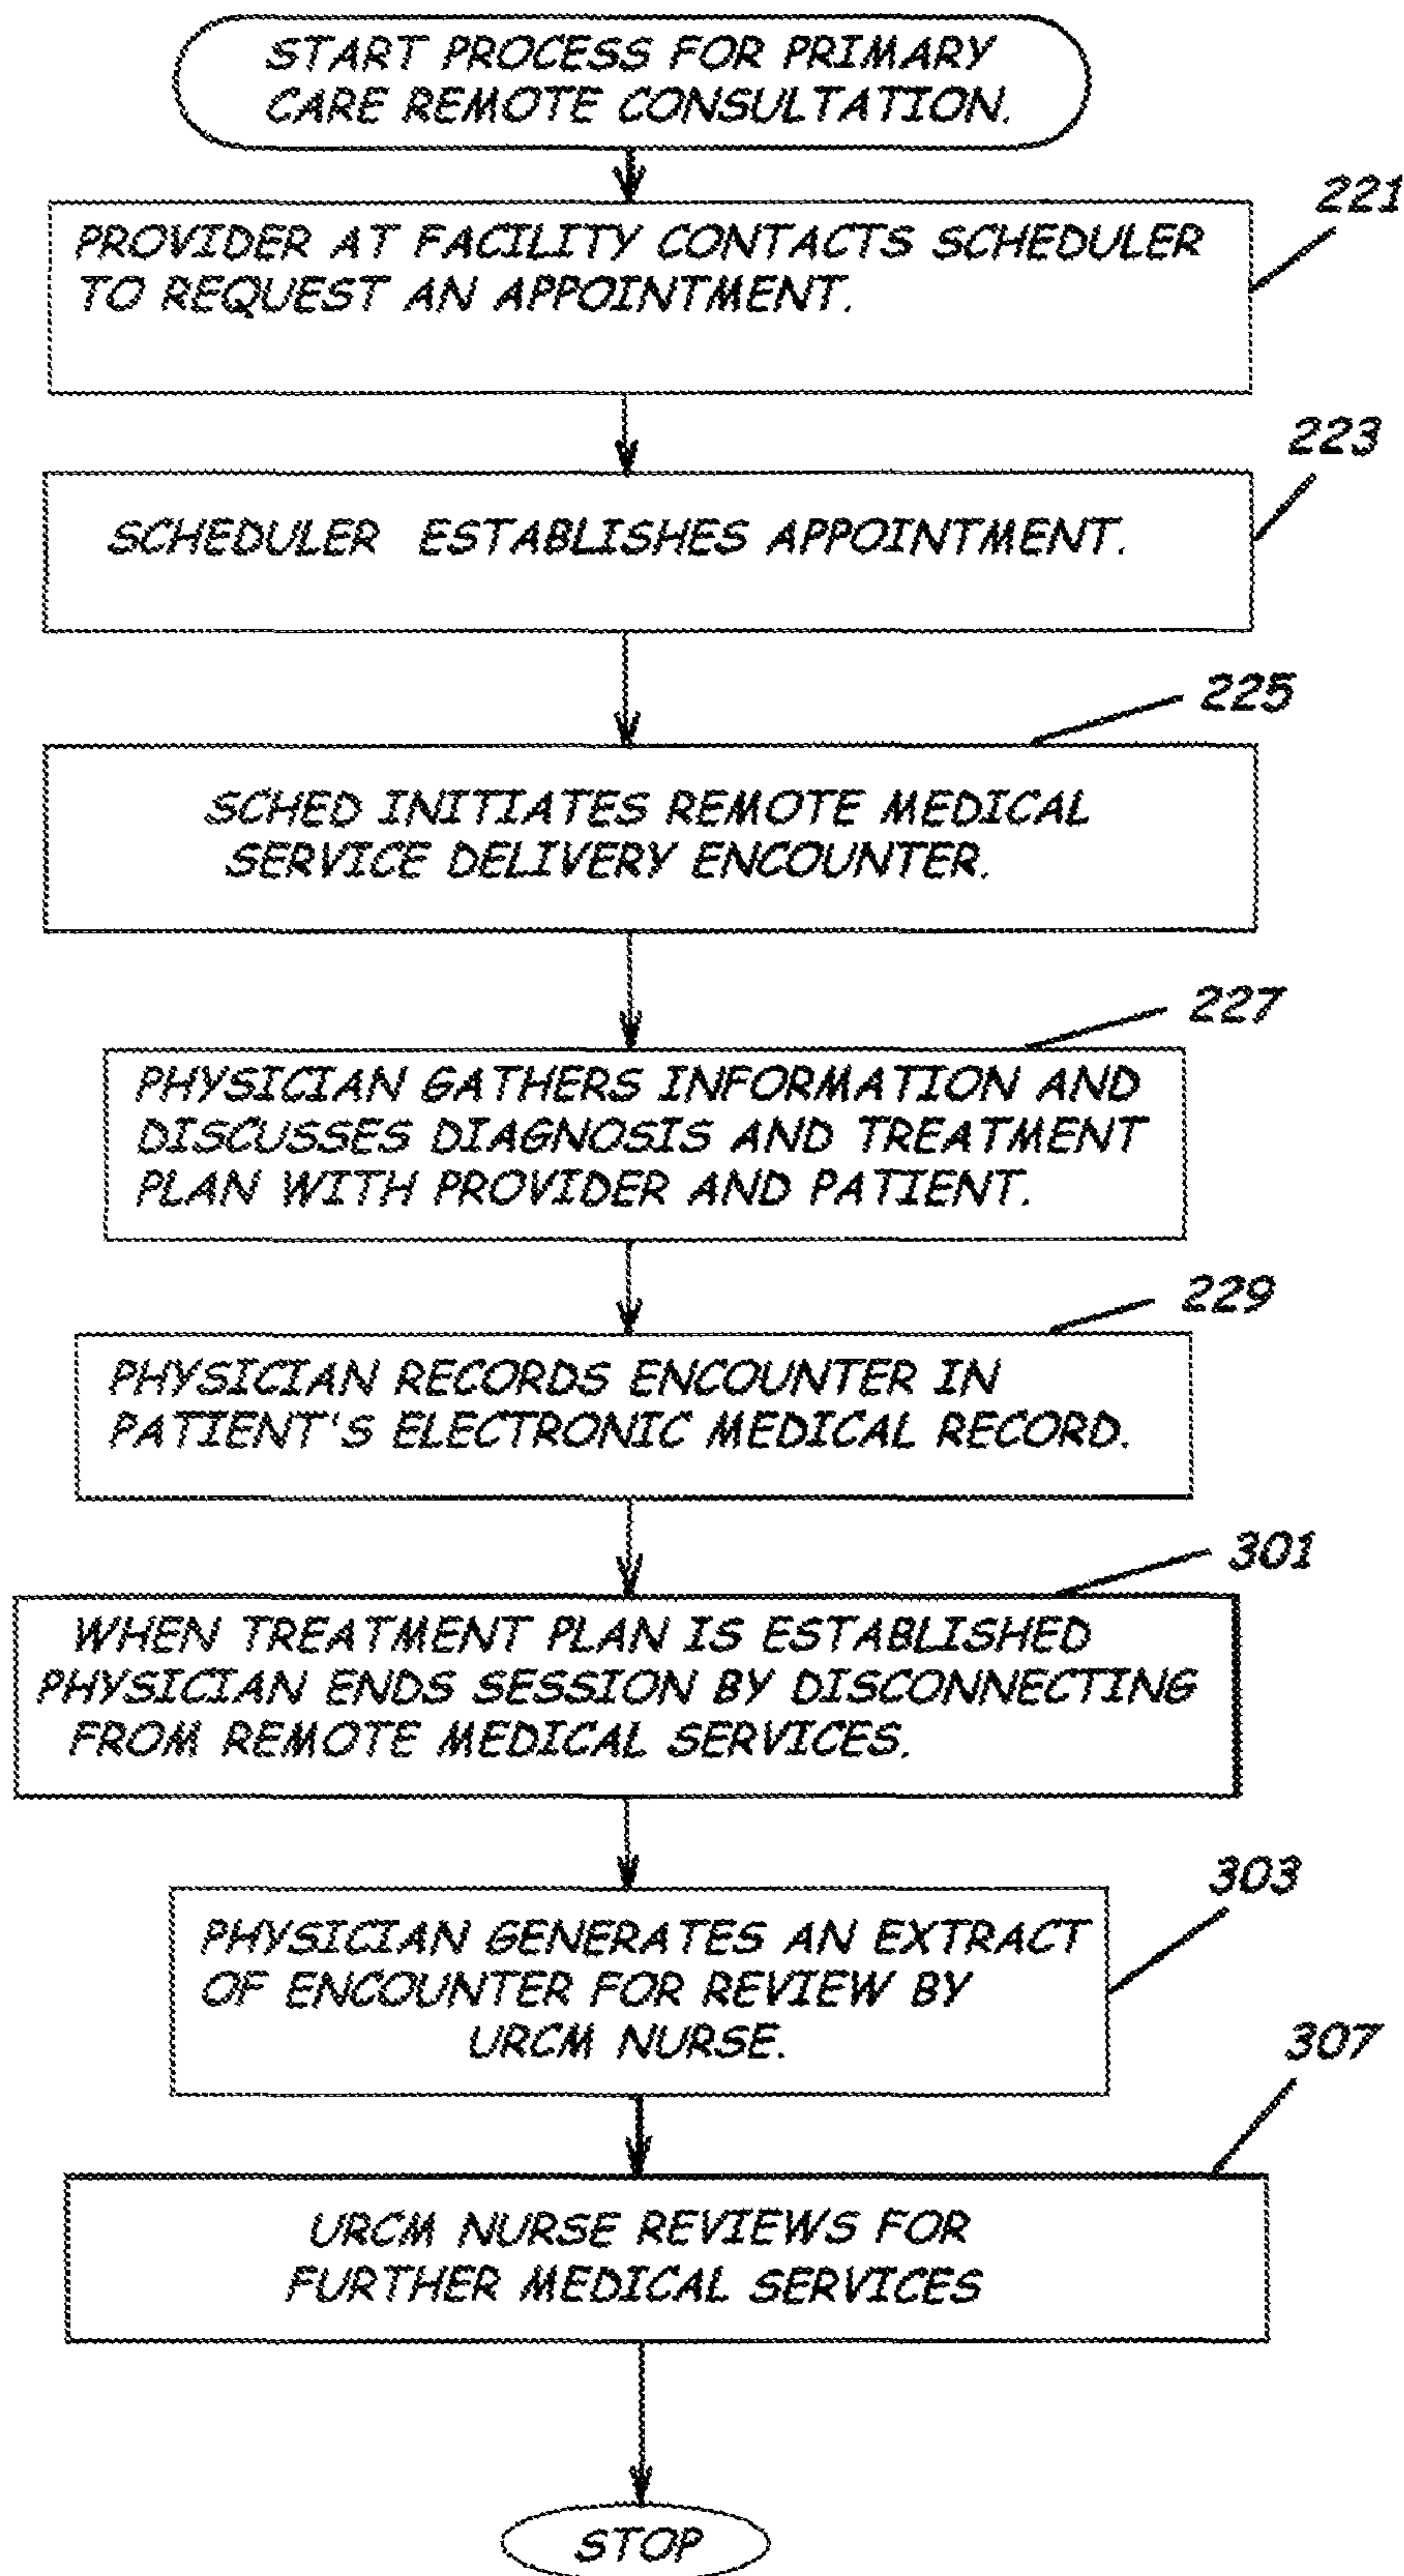 START PROCESS FOR PRIMARY
CARE REMOTE CONSULTATION.
221
PROVIDER AT FACILITY CONTACTS SCHEDULER
TO REQUEST AN APPOINTMENT.
223
SCHEDULER ESTABLISHES APPOINTMENT.
225
SCHED INITIATES REMOTE MEDICAL
SERVICE DELIVERY ENCOUNTER.
227
PHYSICIAN GATHERS INFORMATION AND
DISCUSSES DIAGNOSIS AND TREATMENT
PLAN WITH PROVIDER AND PATIENT.
229
PHYSICIAN RECORDS ENCOUNTER IN
PATIENT'S ELECTRONIC MEDICAL RECORD.
301
WHEN TREATMENT PLAN IS ESTABLISHED
PHYSICIAN ENDS SESSION BY DISCONNECTING
FROM REMOTE MEDICAL SERVICES.
303
PHYSICIAN GENERATES AN EXTRACT
OF ENCOUNTER FOR REVIEW BY
URCM NURSE.
307
URCM NURSE REVIEWS FOR
FURTHER MEDICAL SERVICES
STOP